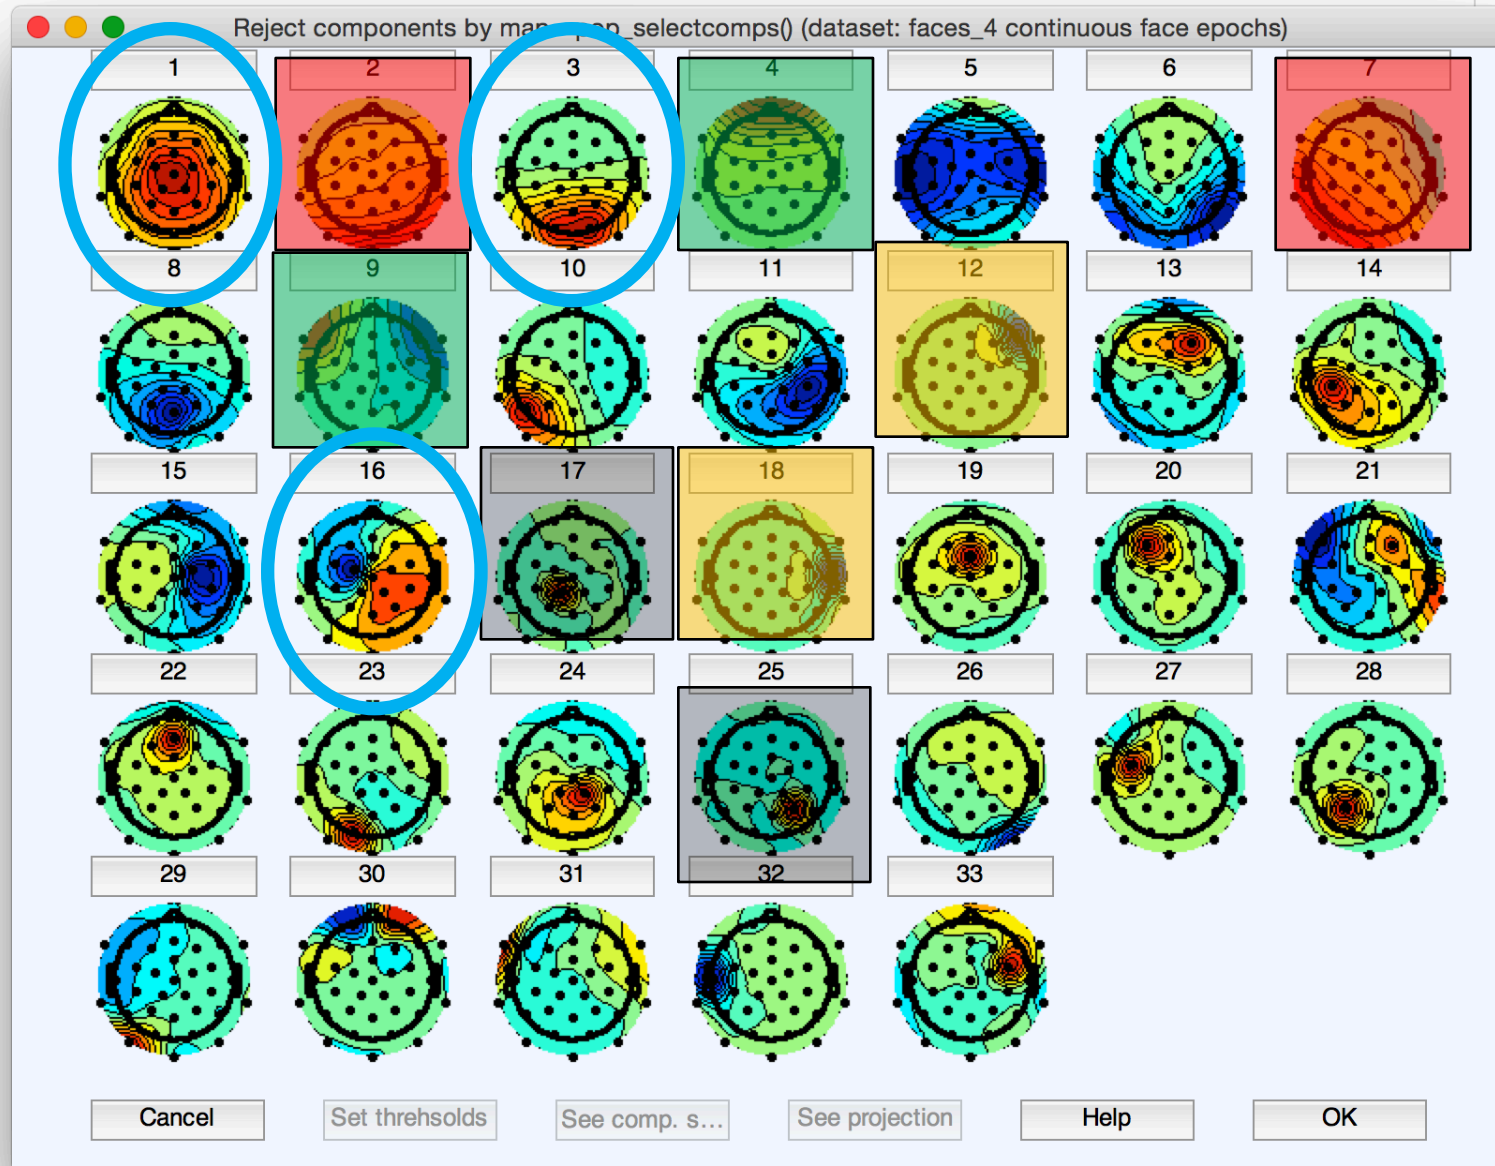 Reject components by map - pop_selectcomps() (dataset: faces_4 continuous face epochs)
1 2 3 4 5 6 7
8 9 10 11 12 13 14
15 16 17 18 19 20 21
22 23 24 25 26 27 28
29 30 31 32 33
Cancel Set threhsolds See comp. s... See projection Help OK